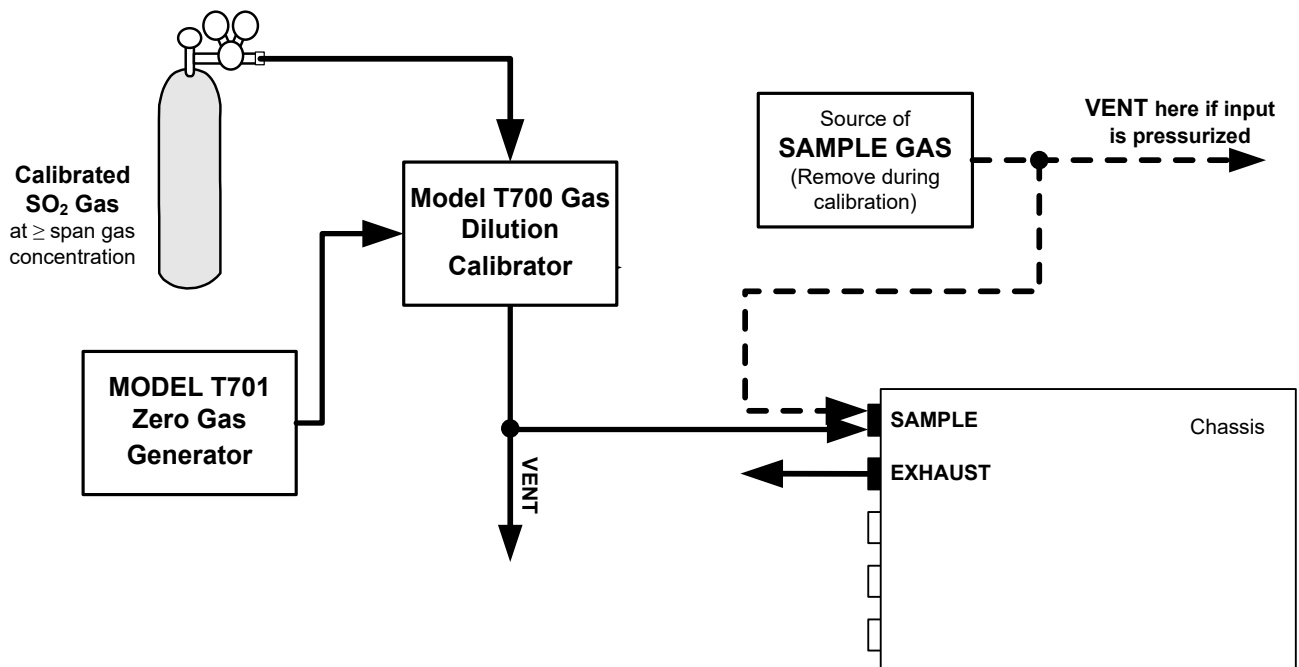 Calibrated
SO₂ Gas
at ≥ span gas
concentration
Model T700 Gas
Dilution
Calibrator
MODEL T701
Zero Gas
Generator
VENT
Source of
SAMPLE GAS
(Remove during
calibration)
VENT here if input
is pressurized
SAMPLE
EXHAUST
Chassis